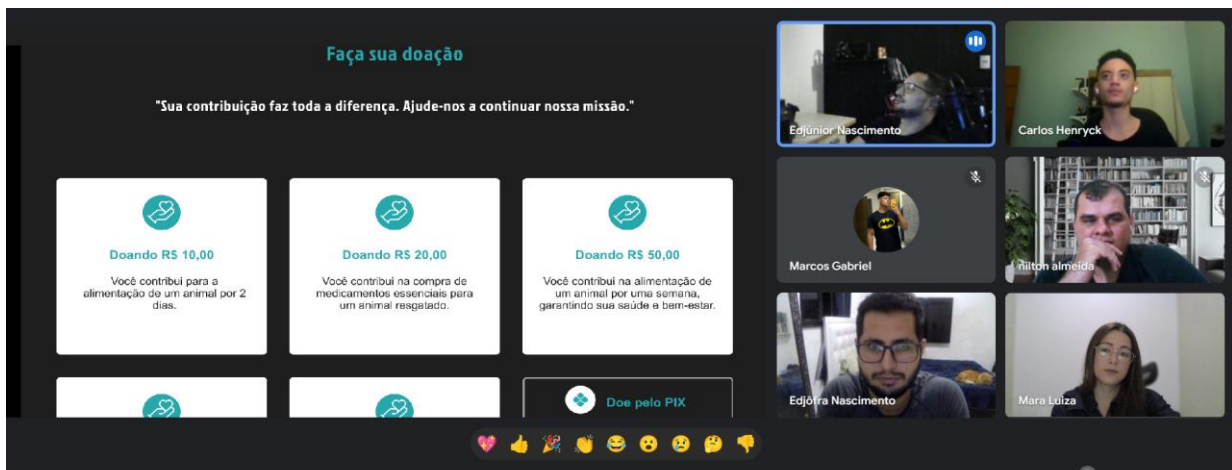 Faça sua doação
"Sua contribuição faz toda a diferença. Ajude-nos a continuar nossa missão."
Doando R$ 10,00
Você contribui para a
alimentação de um animal por 2
dias.
Doando R$ 20,00
Você contribui na compra de
medicamentos essenciais para
um animal resgatado.
Doando R$ 50,00
Você contribui na alimentação de
um animal por uma semana,
garantindo sua saúde e bem-estar.
Doe pelo PIX
Edjúnior Nascimento
Carlos Henryck
Marcos Gabriel
nilton almeida
Edjôfra Nascimento
Mara Luiza